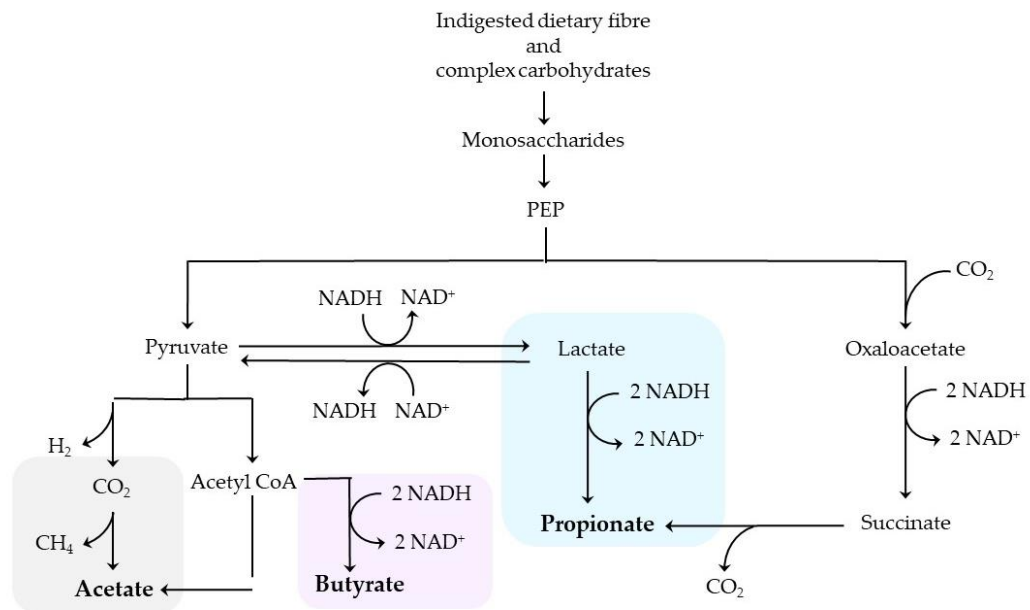 Indigested dietary fibre
and
complex carbohydrates
Monosaccharides
PEP
CO₂
NADH NAD⁺
Pyruvate
Lactate
Oxaloacetate
NADH NAD⁺
2 NADH
2 NAD⁺
2 NADH
2 NAD⁺
H₂
CO₂
Acetyl CoA
2 NADH
2 NAD⁺
CH₄
Propionate
Succinate
CO₂
Acetate
Butyrate